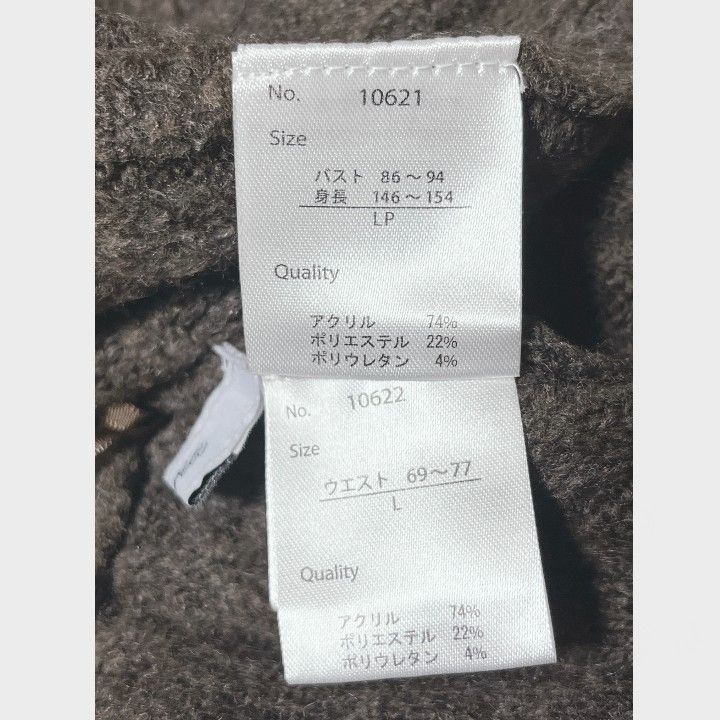 No. 10621
Size
バスト 86～94
身長 146～154
LP
Quality
アクリル 74%
ポリエステル 22%
ポリウレタン 4%
No. 10622
Size
ウエスト 69～77
L
Quality
アクリル 74%
ポリエステル 22%
ポリウレタン 4%